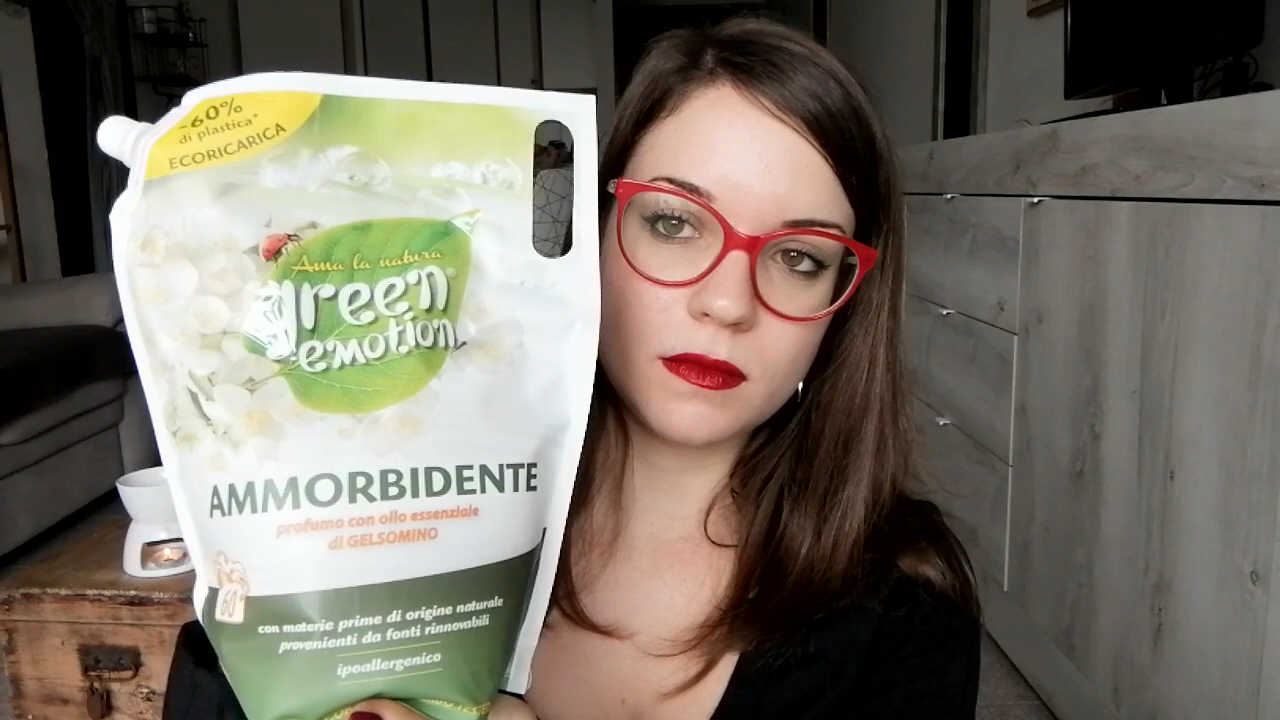 -60%
di plastica*
ECORICARICA
Ama la natura
green®
emotion
AMMORBIDENTE
profumo con olio essenziale
di GELSOMINO
60
con materie prime di origine naturale
provenienti da fonti rinnovabili
ipoallergenico